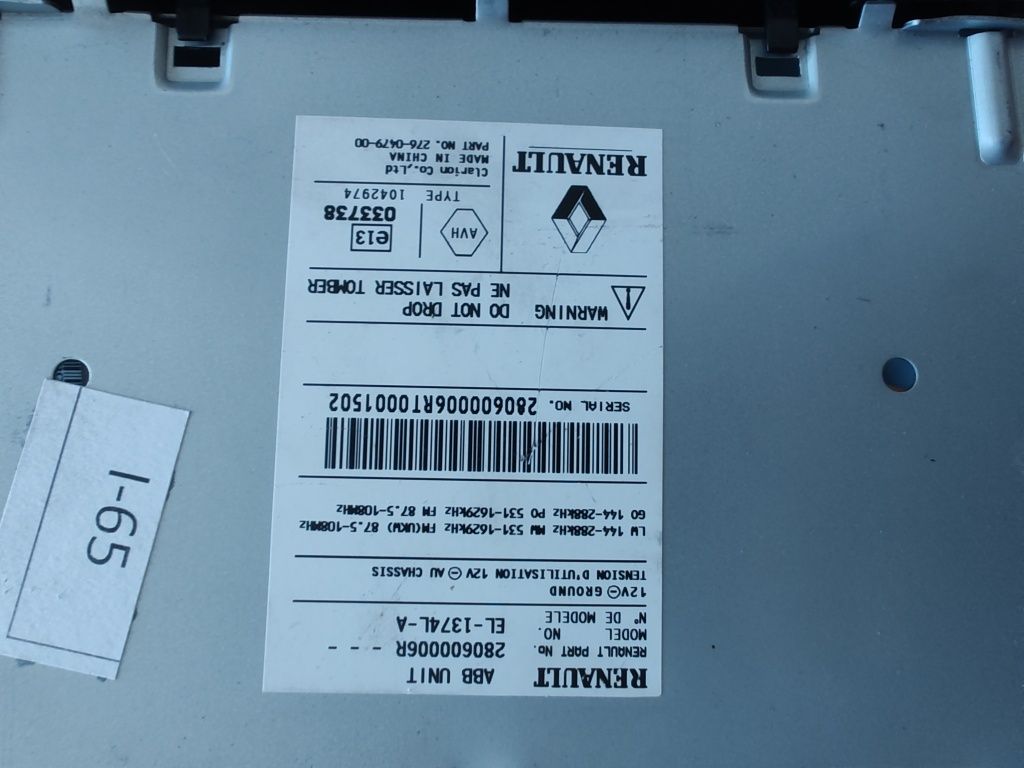 RENAULT ABB UNIT
RENAULT PART No. 280600006R - - -
MODEL NO.
N° DE MODELE EL-1374L-A
12V⊖ GROUND
TENSION D'UTILISATION 12V ⊖ AU CHASSIS
LW 144-288kHz MW 531-1629kHz FM(UKW) 87.5-108MHz
GO 144-288kHz PO 531-1629kHz FM 87.5-108MHz
SERIAL NO. 280600006RT0001502
WARNING DO NOT DROP
NE PAS LAISSER TOMBER
AVH
e13
033738
TYPE 1042974
RENAULT
Clarion Co.,Ltd
MADE IN CHINA
PART NO. 276-0479-00
I-65